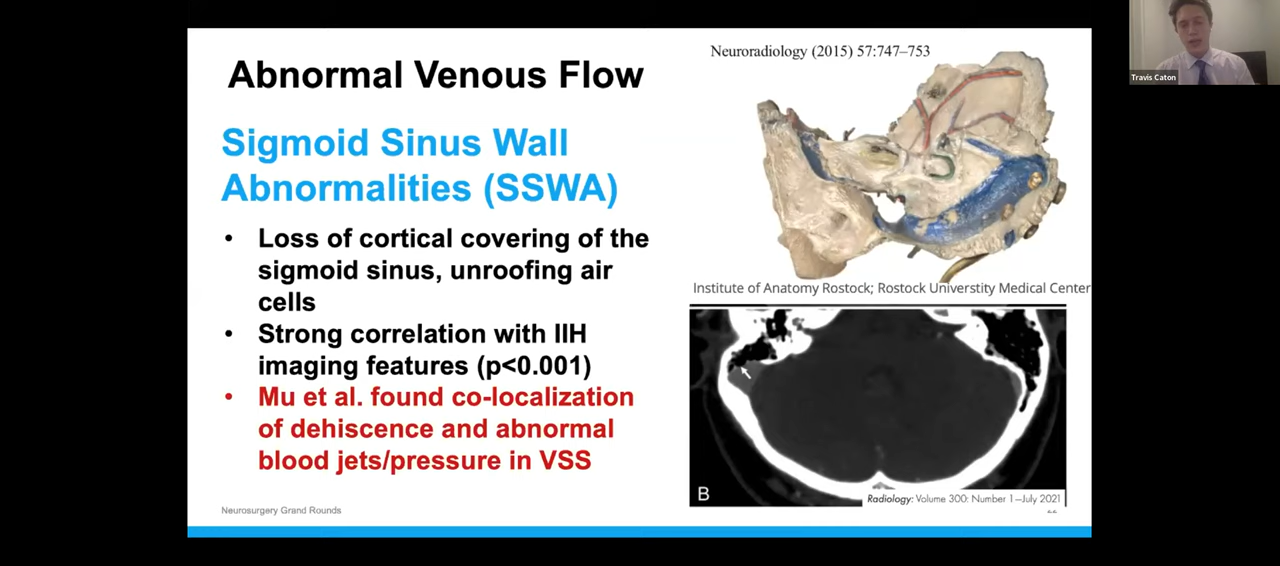 Abnormal Venous Flow
Sigmoid Sinus Wall
Abnormalities (SSWA)
• Loss of cortical covering of the
sigmoid sinus, unroofing air
cells
• Strong correlation with IIH
imaging features (p<0.001)
• Mu et al. found co-localization
of dehiscence and abnormal
blood jets/pressure in VSS
Neurosurgery Grand Rounds
Neuroradiology (2015) 57:747–753
Institute of Anatomy Rostock; Rostock Universtity Medical Center
B
Radiology: Volume 300: Number 1—July 2021
Travis Caton